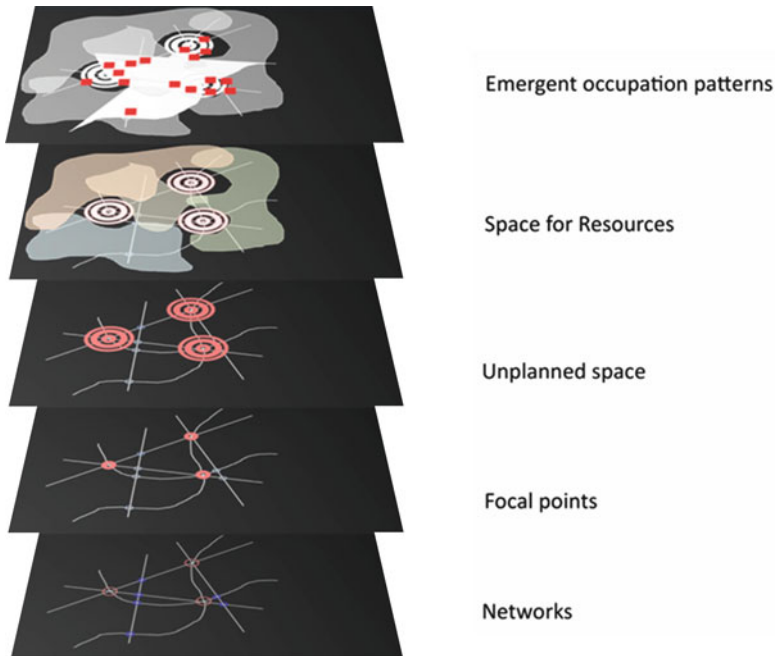 Emergent occupation patterns
Space for Resources
Unplanned space
Focal points
Networks